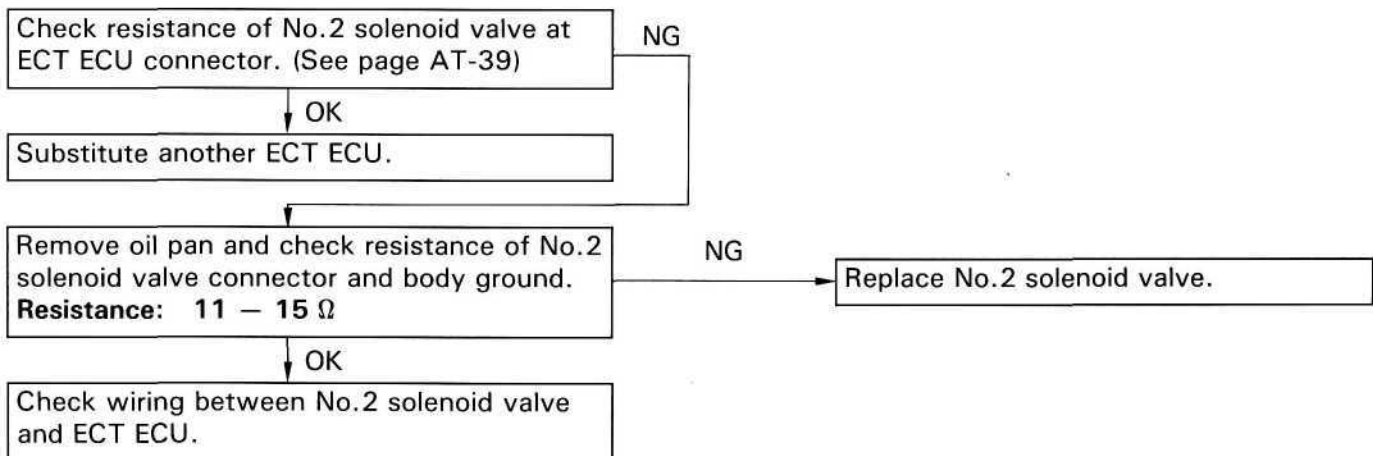 Check resistance of No.2 solenoid valve at
ECT ECU connector. (See page AT-39)
NG
OK
Substitute another ECT ECU.
Remove oil pan and check resistance of No.2
solenoid valve connector and body ground.
Resistance: 11 — 15 Ω
NG
Replace No.2 solenoid valve.
OK
Check wiring between No.2 solenoid valve
and ECT ECU.